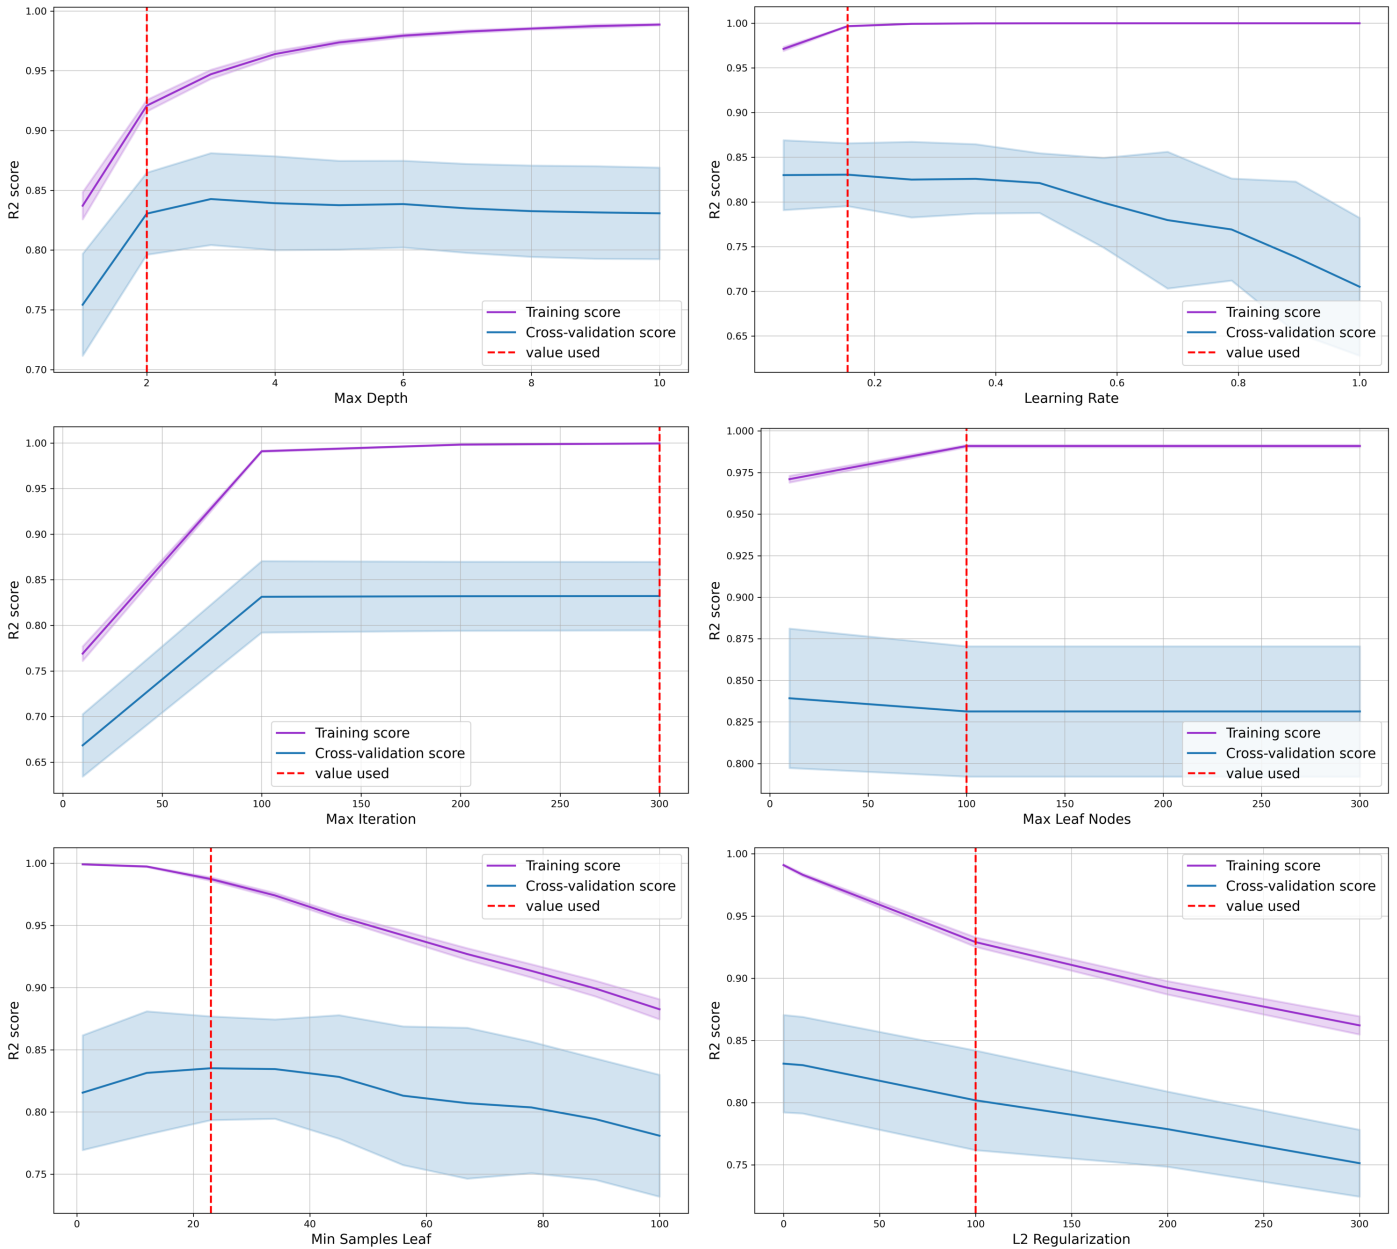 1.00
0.95
0.90
0.85
0.80
0.75
0.70
R2 score
2
4
6
8
10
Max Depth
Training score
Cross-validation score
value used
1.00
0.95
0.90
0.85
0.80
0.75
0.70
0.65
R2 score
0.2
0.4
0.6
0.8
1.0
Learning Rate
Training score
Cross-validation score
value used
1.00
0.95
0.90
0.85
0.80
0.75
0.70
0.65
R2 score
0
50
100
150
200
250
300
Max Iteration
Training score
Cross-validation score
value used
1.000
0.975
0.950
0.925
0.900
0.875
0.850
0.825
0.800
R2 score
0
50
100
150
200
250
300
Max Leaf Nodes
Training score
Cross-validation score
value used
1.00
0.95
0.90
0.85
0.80
0.75
R2 score
0
20
40
60
80
100
Min Samples Leaf
Training score
Cross-validation score
value used
1.00
0.95
0.90
0.85
0.80
0.75
R2 score
0
50
100
150
200
250
300
L2 Regularization
Training score
Cross-validation score
value used